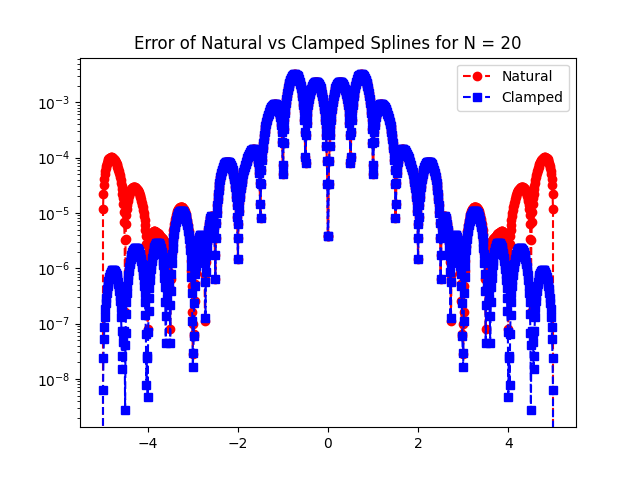 Error of Natural vs Clamped Splines for N = 20
Natural
Clamped
10⁻³
10⁻⁴
10⁻⁵
10⁻⁶
10⁻⁷
10⁻⁸
−4 −2 0 2 4